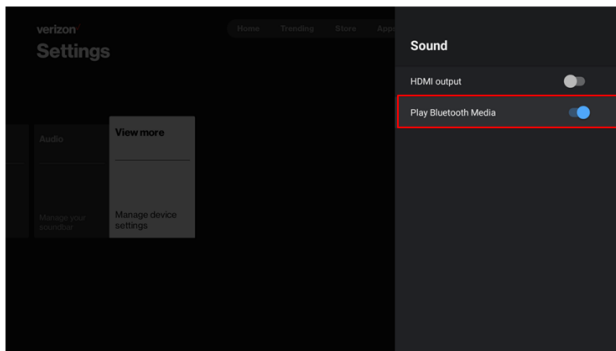 verizon
Settings
Home Trending Store Apps
Audio
Manage your
soundbar
View more
Manage device
settings
Sound
HDMI output
Play Bluetooth Media